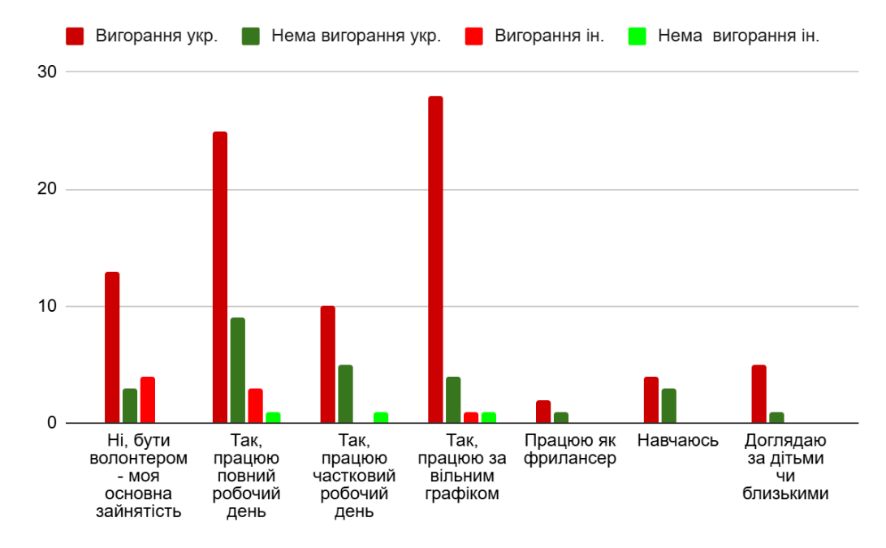 Вигорання укр. Нема вигорання укр. Вигорання ін. Нема вигорання ін.
30
20
10
0
Ні, бути
волонтером
- моя
основна
зайнятість
Так,
працюю
повний
робочий
день
Так,
працюю
частковий
робочий
день
Так,
працюю за
вільним
графіком
Працюю як
фрилансер
Навчаюсь
Доглядаю
за дітьми
чи
близькими